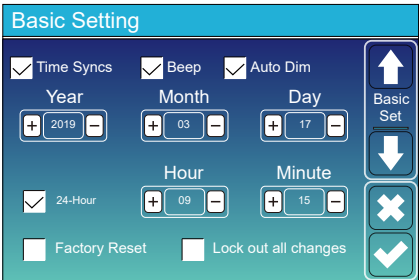 Basic Setting
Time Syncs Beep Auto Dim
Year Month Day
+ 2019 − + 03 − + 17 −
Basic
Set
Hour Minute
24-Hour + 09 − + 15 −
Factory Reset Lock out all changes